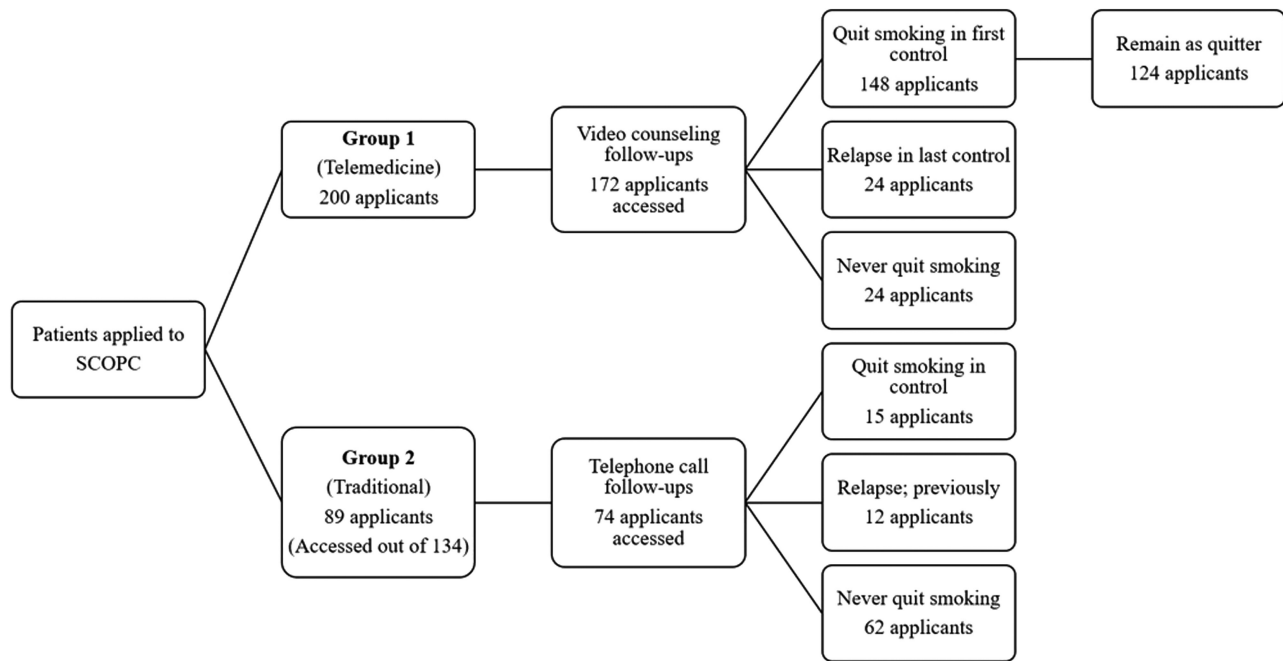 Patients applied to
SCOPC
Group 1
(Telemedicine)
200 applicants
Video counseling
follow-ups
172 applicants
accessed
Quit smoking in first
control
148 applicants
Remain as quitter
124 applicants
Relapse in last control
24 applicants
Never quit smoking
24 applicants
Group 2
(Traditional)
89 applicants
(Accessed out of 134)
Telephone call
follow-ups
74 applicants
accessed
Quit smoking in
control
15 applicants
Relapse; previously
12 applicants
Never quit smoking
62 applicants